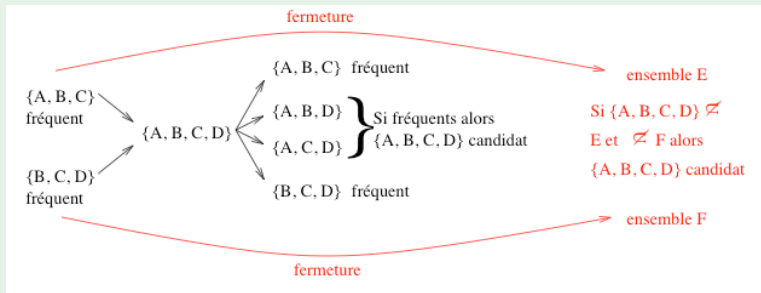 fermeture
{A, B, C}
fréquent
{B, C, D}
fréquent
{A, B, C, D}
{A, B, C} fréquent
{A, B, D}
{A, C, D}
Si fréquents alors
{A, B, C, D} candidat
{B, C, D} fréquent
ensemble E
Si {A, B, C, D} ⊄
E et ⊄ F alors
{A, B, C, D} candidat
ensemble F
fermeture